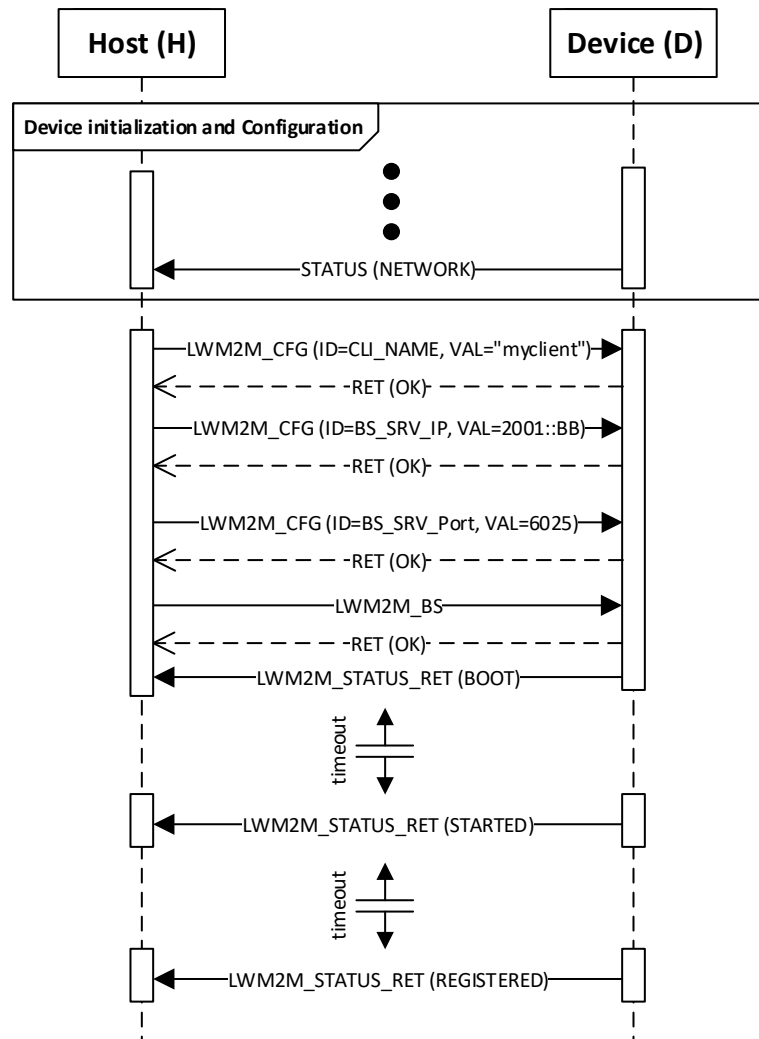 Host (H)
Device (D)
Device initialization and Configuration
STATUS (NETWORK)
LWM2M_CFG (ID=CLI_NAME, VAL="myclient")
RET (OK)
LWM2M_CFG (ID=BS_SRV_IP, VAL=2001::BB)
RET (OK)
LWM2M_CFG (ID=BS_SRV_Port, VAL=6025)
RET (OK)
LWM2M_BS
RET (OK)
LWM2M_STATUS_RET (BOOT)
timeout
LWM2M_STATUS_RET (STARTED)
timeout
LWM2M_STATUS_RET (REGISTERED)